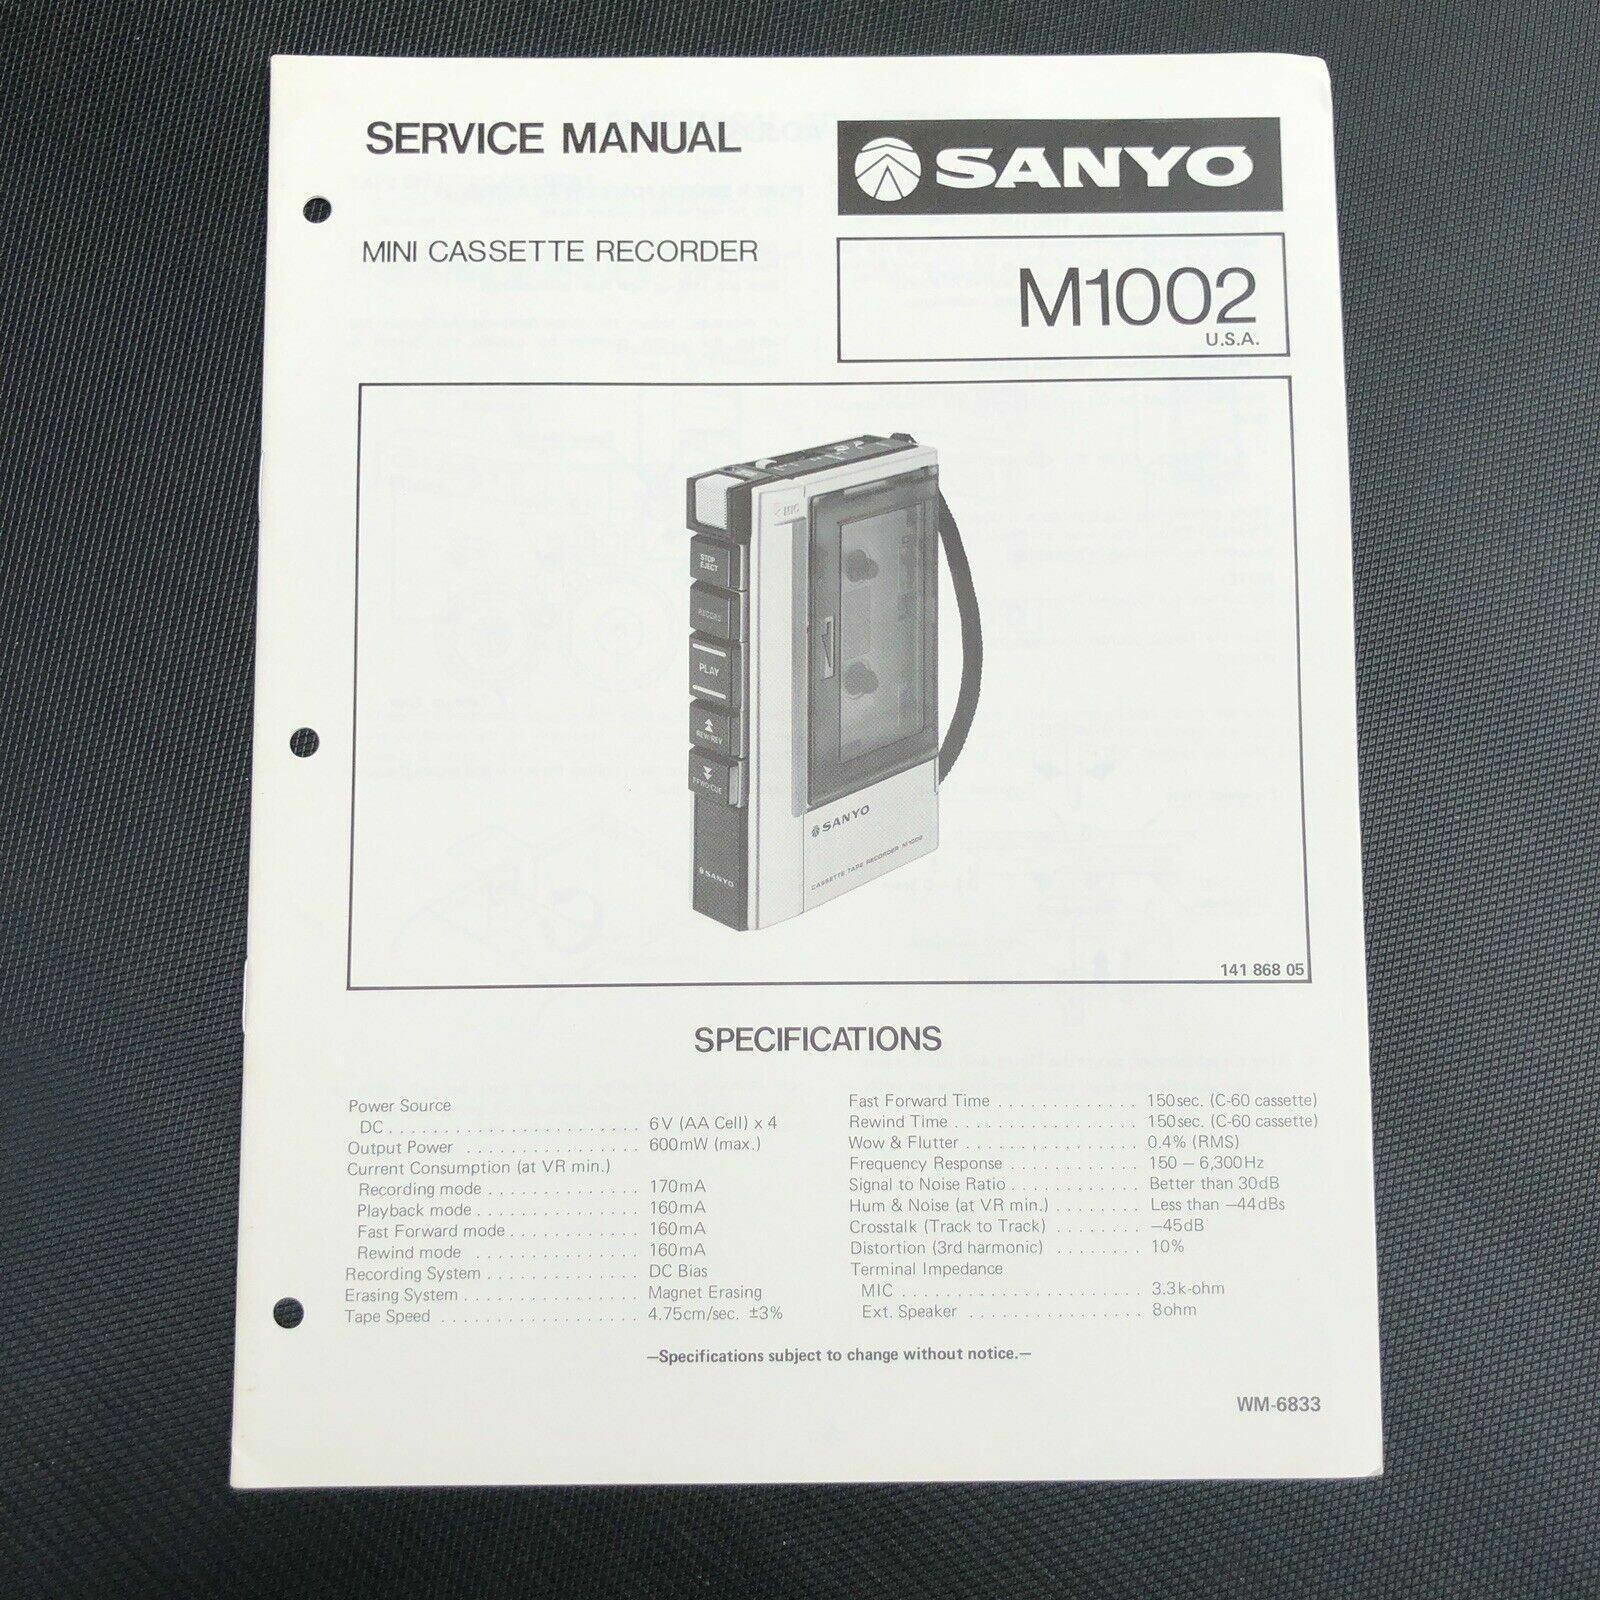 SERVICE MANUAL
SANYO
MINI CASSETTE RECORDER
M1002
U.S.A.
MIC
STOP
EJECT
RECORD
PLAY
REW/REV
F.FWD/CUE
SANYO
SANYO
CASSETTE TAPE RECORDER M1002
141 868 05
SPECIFICATIONS
Power Source
DC . . . . . . . . . . . . . . . . . . . . . . . 6V (AA Cell) x 4
Output Power . . . . . . . . . . . . . . . . 600mW (max.)
Current Consumption (at VR min.)
Recording mode . . . . . . . . . . . . . . 170mA
Playback mode . . . . . . . . . . . . . . . 160mA
Fast Forward mode . . . . . . . . . . . . 160mA
Rewind mode . . . . . . . . . . . . . . . 160mA
Recording System . . . . . . . . . . . . . . DC Bias
Erasing System . . . . . . . . . . . . . . . . Magnet Erasing
Tape Speed . . . . . . . . . . . . . . . . . . 4.75cm/sec. ±3%
Fast Forward Time . . . . . . . . . . . . . 150sec. (C-60 cassette)
Rewind Time . . . . . . . . . . . . . . . . . 150sec. (C-60 cassette)
Wow & Flutter . . . . . . . . . . . . . . . . 0.4% (RMS)
Frequency Response . . . . . . . . . . . . 150 – 6,300Hz
Signal to Noise Ratio . . . . . . . . . . . . Better than 30dB
Hum & Noise (at VR min.) . . . . . . . . Less than –44dBs
Crosstalk (Track to Track) . . . . . . . . –45dB
Distortion (3rd harmonic) . . . . . . . . 10%
Terminal Impedance
MIC . . . . . . . . . . . . . . . . . . . . . . 3.3k-ohm
Ext. Speaker . . . . . . . . . . . . . . . . 8ohm
–Specifications subject to change without notice.–
WM-6833